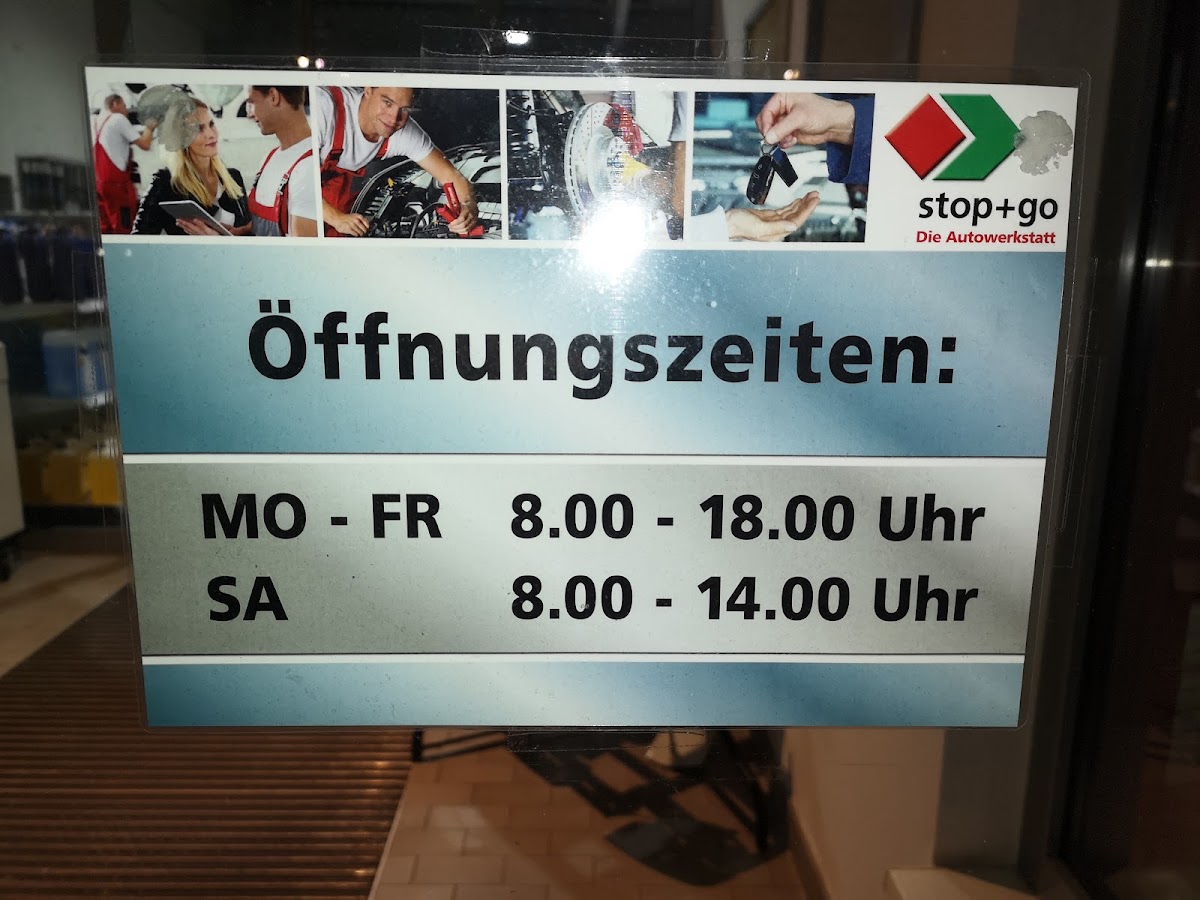 stop+go
Die Autowerkstatt
Öffnungszeiten:
MO - FR 8.00 - 18.00 Uhr
SA 8.00 - 14.00 Uhr